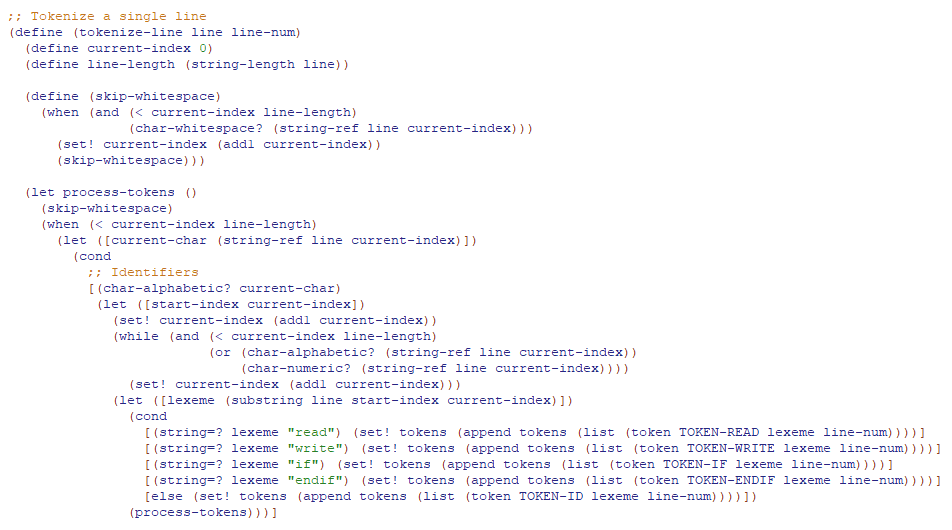 ;; Tokenize a single line
(define (tokenize-line line line-num)
  (define current-index 0)
  (define line-length (string-length line))

  (define (skip-whitespace)
    (when (and (< current-index line-length)
               (char-whitespace? (string-ref line current-index)))
      (set! current-index (add1 current-index))
      (skip-whitespace)))

  (let process-tokens ()
    (skip-whitespace)
    (when (< current-index line-length)
      (let ([current-char (string-ref line current-index)])
        (cond
          ;; Identifiers
          [(char-alphabetic? current-char)
           (let ([start-index current-index])
             (set! current-index (add1 current-index))
             (while (and (< current-index line-length)
                         (or (char-alphabetic? (string-ref line current-index))
                             (char-numeric? (string-ref line current-index))))
               (set! current-index (add1 current-index)))
             (let ([lexeme (substring line start-index current-index)])
               (cond
                 [(string=? lexeme "read") (set! tokens (append tokens (list (token TOKEN-READ lexeme line-num))))]
                 [(string=? lexeme "write") (set! tokens (append tokens (list (token TOKEN-WRITE lexeme line-num))))]
                 [(string=? lexeme "if") (set! tokens (append tokens (list (token TOKEN-IF lexeme line-num))))]
                 [(string=? lexeme "endif") (set! tokens (append tokens (list (token TOKEN-ENDIF lexeme line-num))))]
                 [else (set! tokens (append tokens (list (token TOKEN-ID lexeme line-num))))])
               (process-tokens)))]